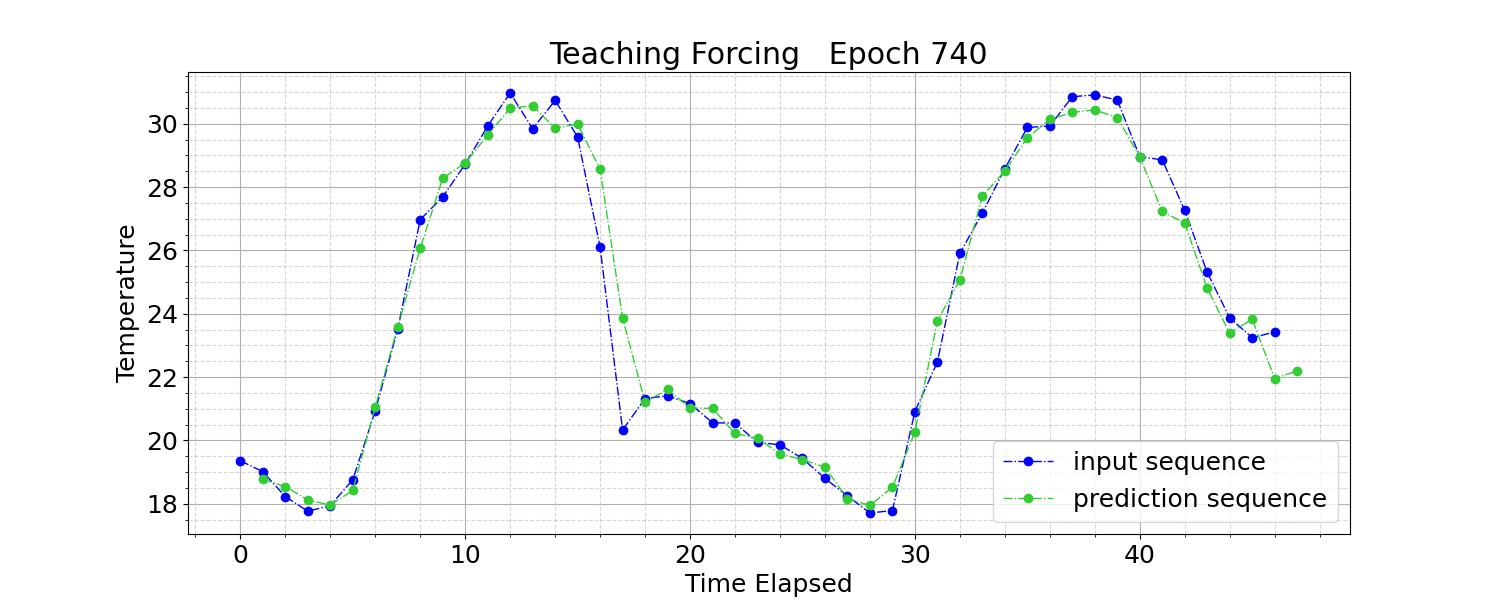 Teaching Forcing   Epoch 740
30
28
26
24
22
20
18
Temperature
input sequence
prediction sequence
0 10 20 30 40
Time Elapsed